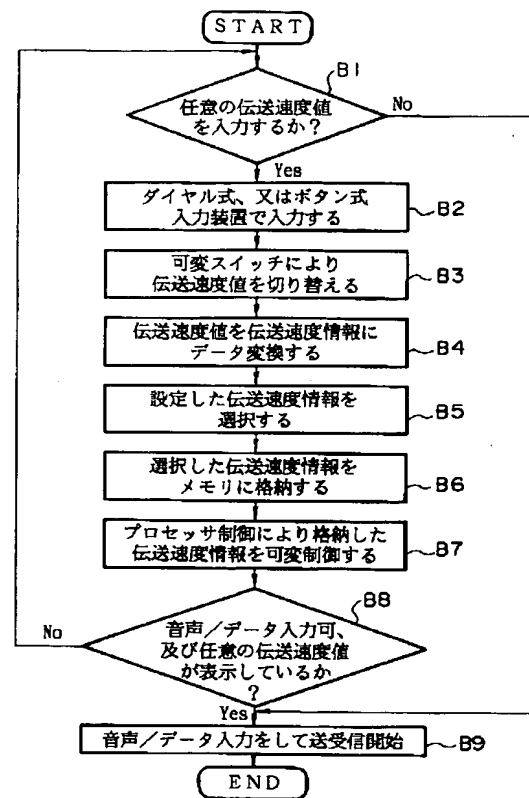 START
B1
任意の伝送速度値
を入力するか?
No
Yes
ダイヤル式、又はボタン式
入力装置で入力する
B2
可変スイッチにより
伝送速度値を切り替える
B3
伝送速度値を伝送速度情報に
データ変換する
B4
設定した伝送速度情報を
選択する
B5
選択した伝送速度情報を
メモリに格納する
B6
プロセッサ制御により格納した
伝送速度情報を可変制御する
B7
B8
No
音声/データ入力可、
及び任意の伝送速度値
が表示しているか
?
Yes
音声/データ入力をして送受信開始
B9
END